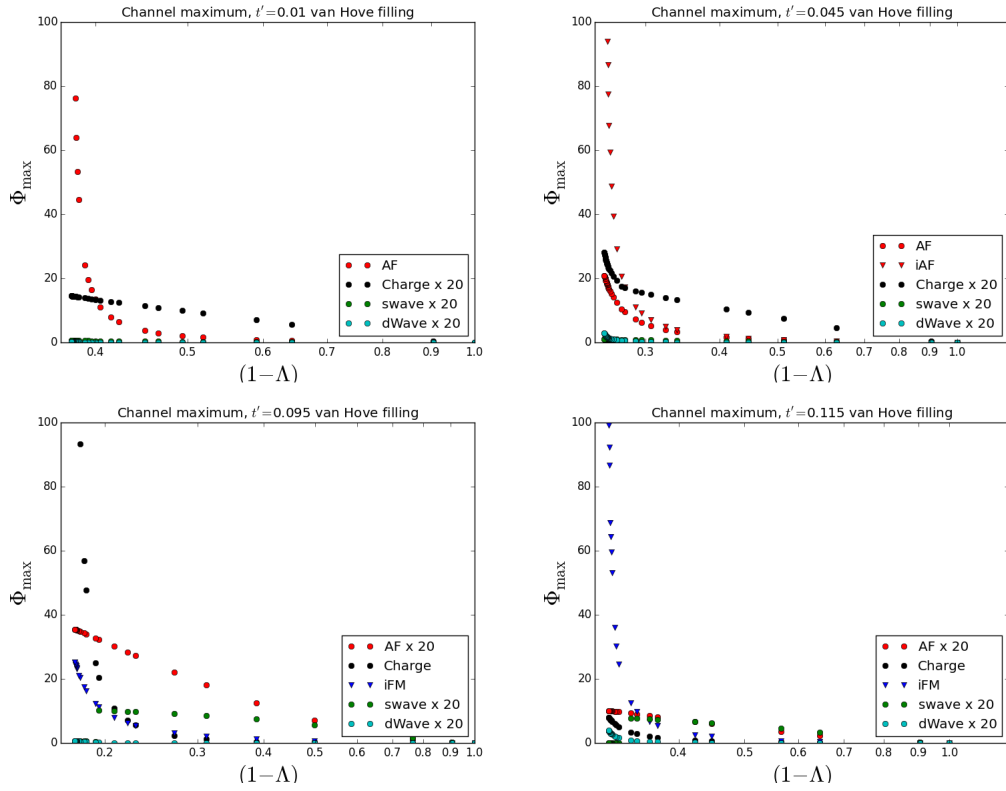 Channel maximum, t′=0.01 van Hove filling
100
80
60
40
20
0
Φmax
AF
Charge x 20
swave x 20
dWave x 20
0.4 0.5 0.6 0.7 0.8 0.9 1.0
(1−Λ)
Channel maximum, t′=0.045 van Hove filling
100
80
60
40
20
0
Φmax
AF
iAF
Charge x 20
swave x 20
dWave x 20
0.3 0.4 0.5 0.6 0.7 0.8 0.9 1.0
(1−Λ)
Channel maximum, t′=0.095 van Hove filling
100
80
60
40
20
0
Φmax
AF x 20
Charge
iFM
swave x 20
dWave x 20
0.2 0.3 0.4 0.5 0.6 0.7 0.8 0.9 1.0
(1−Λ)
Channel maximum, t′=0.115 van Hove filling
100
80
60
40
20
0
Φmax
AF x 20
Charge
iFM
swave x 20
dWave x 20
0.4 0.5 0.6 0.7 0.8 0.9 1.0
(1−Λ)